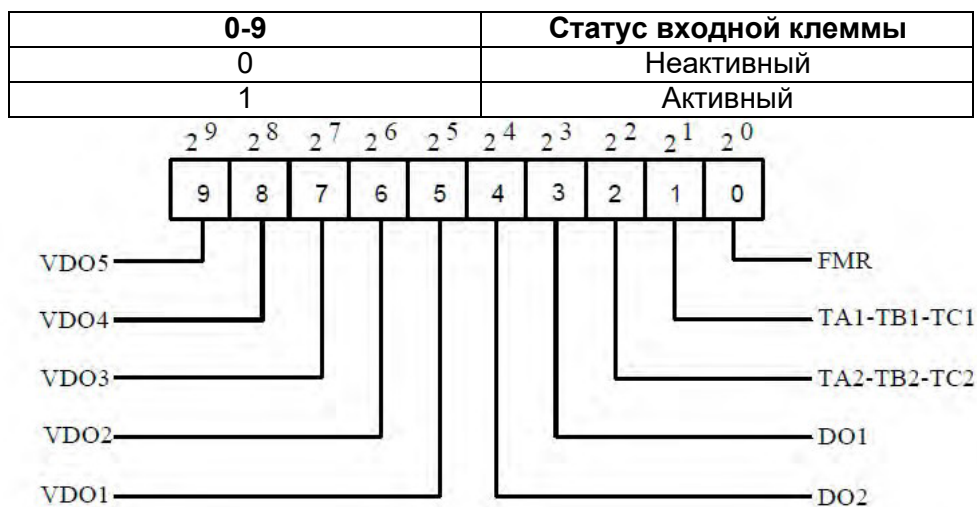 0-9 Статус входной клеммы
0 Неактивный
1 Активный
2^9 2^8 2^7 2^6 2^5 2^4 2^3 2^2 2^1 2^0
9 8 7 6 5 4 3 2 1 0
VDO5 FMR
VDO4 TA1-TB1-TC1
VDO3 TA2-TB2-TC2
VDO2 DO1
VDO1 DO2